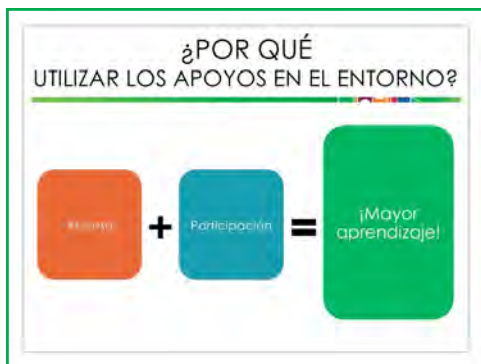 ¿POR QUÉ
UTILIZAR LOS APOYOS EN EL ENTORNO?
+
Participación
=
¡Mayor
aprendizaje!